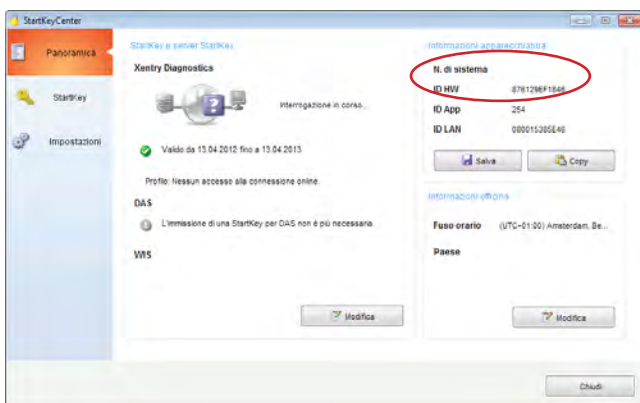 StartKeyCenter
Panoramica
StartKey
Impostazioni
StartKey e server StartKey
Xentry Diagnostics
Interrogazione in corso...
Valido da 13.04.2012 fino a 13.04.2013
Profilo: Nessun accesso alla connessione online.
DAS
L'immissione di una StartKey per DAS non è più necessaria.
WIS
Modifica
Informazioni apparecchiatura
N. di sistema
ID HW
ID App 254
ID LAN
Salva
Copy
Informazioni officina
Fuso orario (UTC+01:00) Amsterdam, Be...
Paese
Modifica
Chiudi